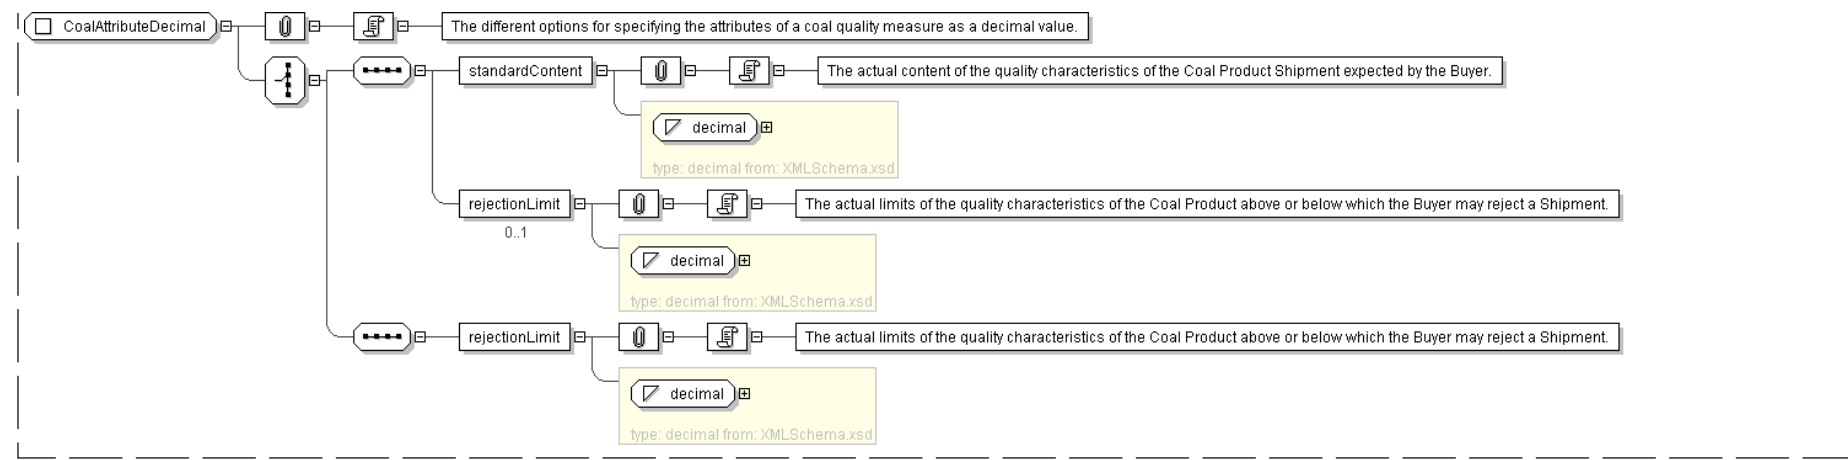 CoalAttributeDecimal
The different options for specifying the attributes of a coal quality measure as a decimal value.
standardContent
The actual content of the quality characteristics of the Coal Product Shipment expected by the Buyer.
decimal
type: decimal from: XMLSchema.xsd
rejectionLimit
The actual limits of the quality characteristics of the Coal Product above or below which the Buyer may reject a Shipment.
0..1
decimal
type: decimal from: XMLSchema.xsd
rejectionLimit
The actual limits of the quality characteristics of the Coal Product above or below which the Buyer may reject a Shipment.
decimal
type: decimal from: XMLSchema.xsd